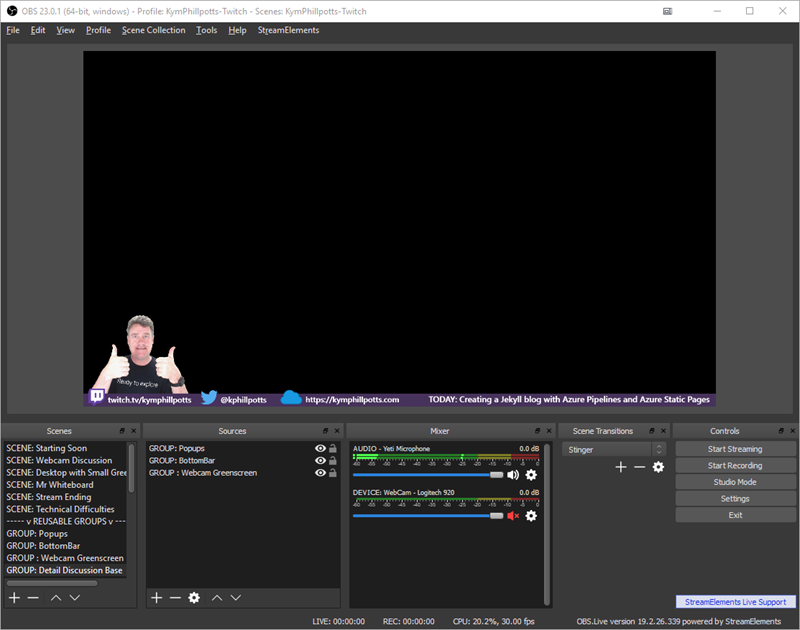 OBS 23.0.1 (64-bit, windows) - Profile: KymPhillpotts-Twitch - Scenes: KymPhillpotts-Twitch
File Edit View Profile Scene Collection Tools Help StreamElements
Ready to explore
twitch.tv/kymphillpotts @kphillpotts https://kymphillpotts.com TODAY: Creating a Jekyll blog with Azure Pipelines and Azure Static Pages
Scenes
SCENE: Starting Soon
SCENE: Webcam Discussion
SCENE: Desktop with Small Gree
SCENE: Mr Whiteboard
SCENE: Stream Ending
SCENE: Technical Difficulties
----- v REUSABLE GROUPS v ---
GROUP: Popups
GROUP: BottomBar
GROUP : Webcam Greenscreen
GROUP: Detail Discussion Base
Sources
GROUP: Popups
GROUP: BottomBar
GROUP : Webcam Greenscreen
Mixer
AUDIO - Yeti Microphone 0.0 dB
-60 -55 -50 -45 -40 -35 -30 -25 -20 -15 -10 -5 0
DEVICE: WebCam - Logitech 920 0.0 dB
-60 -55 -50 -45 -40 -35 -30 -25 -20 -15 -10 -5 0
Scene Transitions
Stinger
Controls
Start Streaming
Start Recording
Studio Mode
Settings
Exit
StreamElements Live Support
LIVE: 00:00:00 REC: 00:00:00 CPU: 20.2%, 30.00 fps OBS.Live version 19.2.26.339 powered by StreamElements